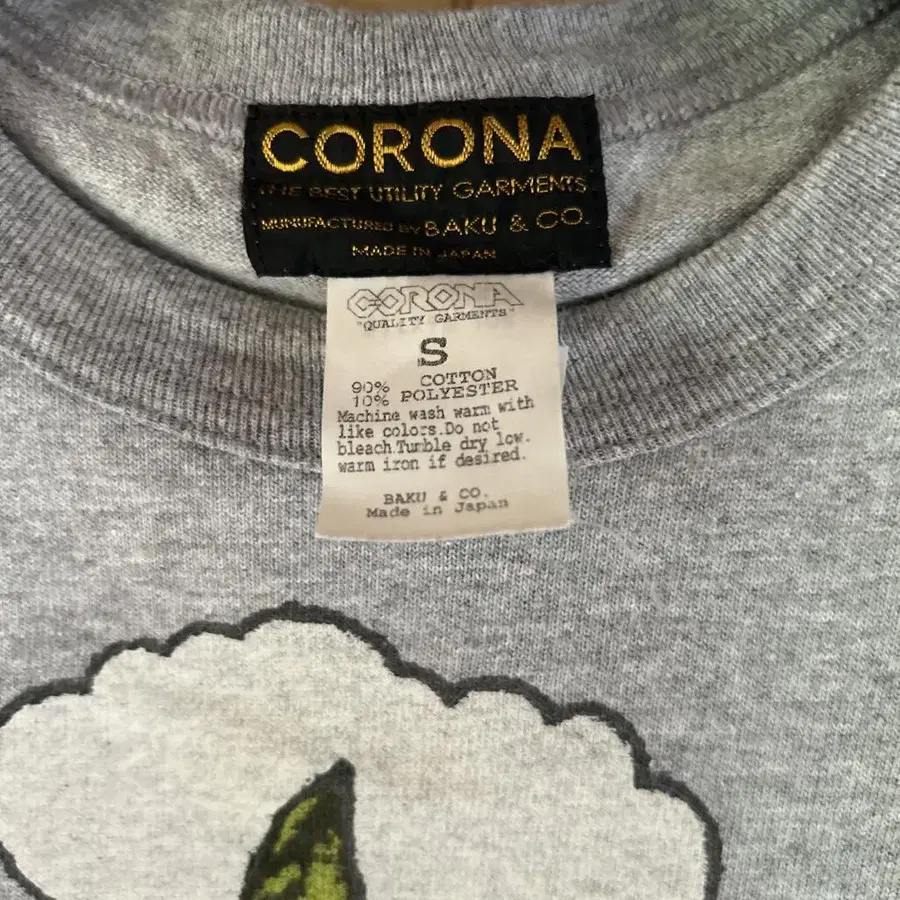 CORONA
THE BEST UTILITY GARMENTS
MUNUFACTURED BY BAKU & CO.
MADE IN JAPAN
CORONA
"QUALITY GARMENTS"
S
90% COTTON
10% POLYESTER
Machine wash warm with
like colors.Do not
bleach.Tumble dry low.
warm iron if desired.
BAKU & CO.
Made in Japan